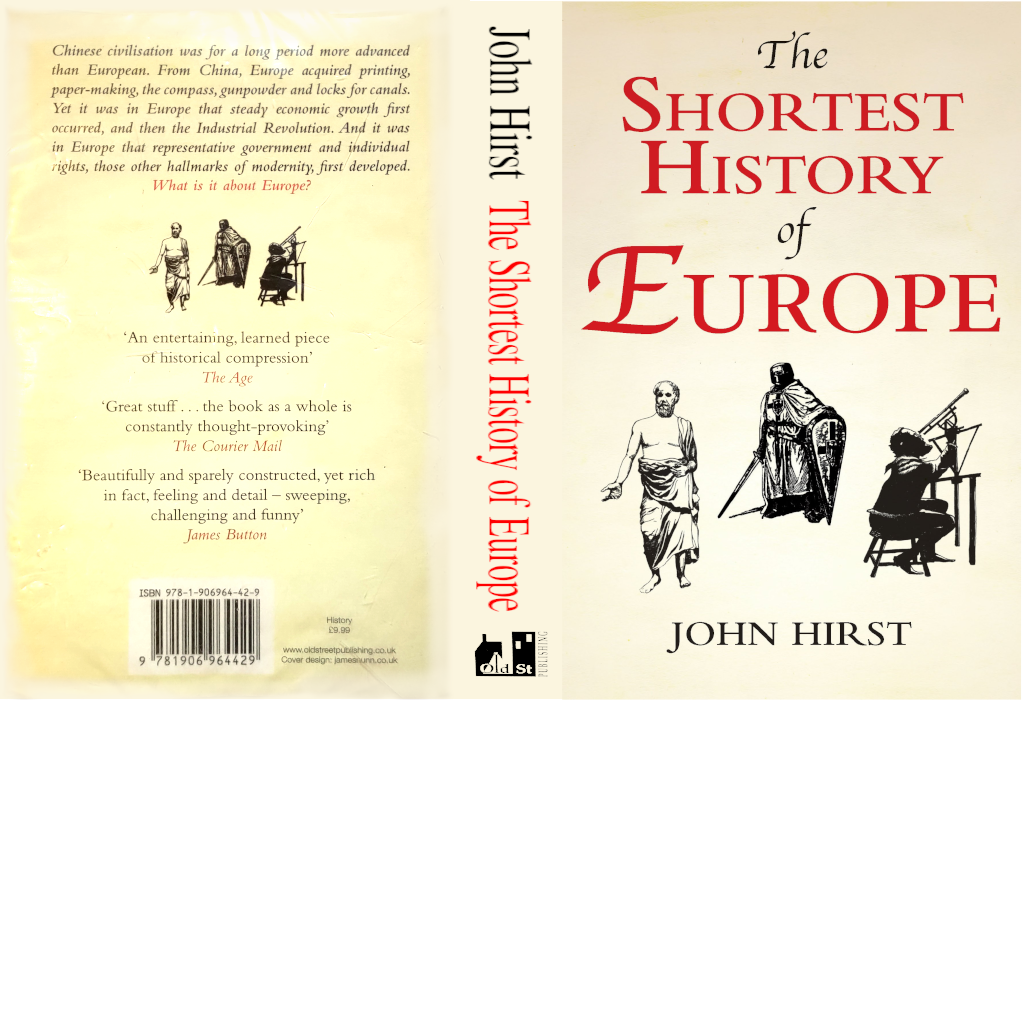 Chinese civilisation was for a long period more advanced
than European. From China, Europe acquired printing,
paper-making, the compass, gunpowder and locks for canals.
Yet it was in Europe that steady economic growth first
occurred, and then the Industrial Revolution. And it was
in Europe that representative government and individual
rights, those other hallmarks of modernity, first developed.
What is it about Europe?
‘An entertaining, learned piece
of historical compression’
The Age
‘Great stuff . . . the book as a whole is
constantly thought-provoking’
The Courier Mail
‘Beautifully and sparely constructed, yet rich
in fact, feeling and detail – sweeping,
challenging and funny’
James Button
ISBN 978-1-906964-42-9
9 781906 964429
History
£9.99
www.oldstreetpublishing.co.uk
Cover design: jamesnunn.co.uk
John Hirst The Shortest History of Europe
Old St
PUBLISHING
The
SHORTEST
HISTORY
of
EUROPE
JOHN HIRST